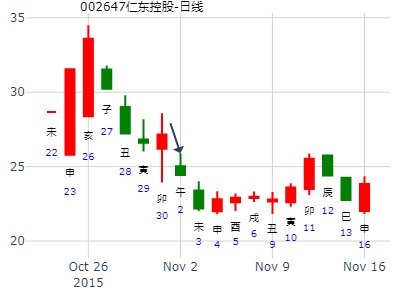 002647仁东控股-日线
35
30
25
20
未
22
申
23
亥
26
子
27
丑
28
寅
29
卯
30
午
2
未
3
申
4
酉
5
戌
6
丑
9
寅
10
卯
11
辰
12
巳
13
申
16
Oct 26
2015
Nov 2
Nov 9
Nov 16